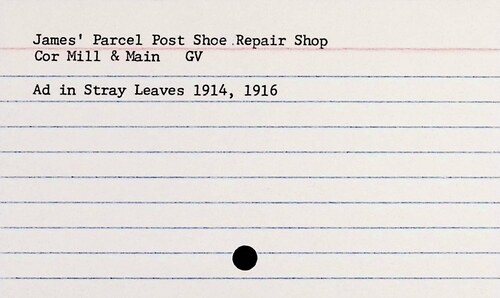 James' Parcel Post Shoe Repair Shop
Cor Mill & Main GV
Ad in Stray Leaves 1914, 1916